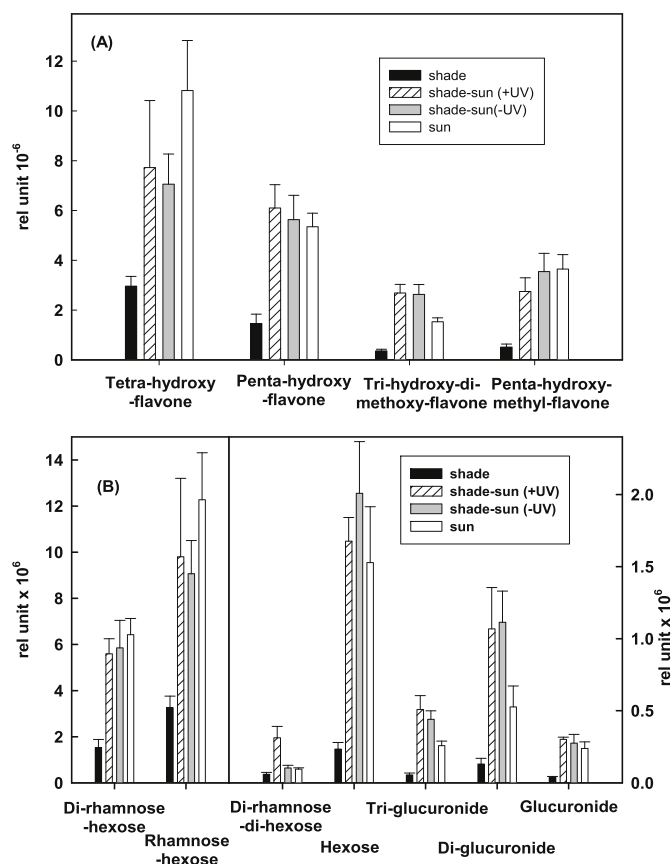 (A)
shade
shade-sun (+UV)
shade-sun(-UV)
sun
rel unit 10-6
12
10
8
6
4
2
0
Tetra-hydroxy
-flavone
Penta-hydroxy
-flavone
Tri-hydroxy-di-
methoxy-flavone
Penta-hydroxy-
methyl-flavone
(B)
shade
shade-sun (+UV)
shade-sun (-UV)
sun
rel unit x 106
14
12
10
8
6
4
2
0
rel unit x 106
2.0
1.5
1.0
0.5
0.0
Di-rhamnose
-hexose
Rhamnose
-hexose
Di-rhamnose
-di-hexose
Hexose
Tri-glucuronide
Di-glucuronide
Glucuronide